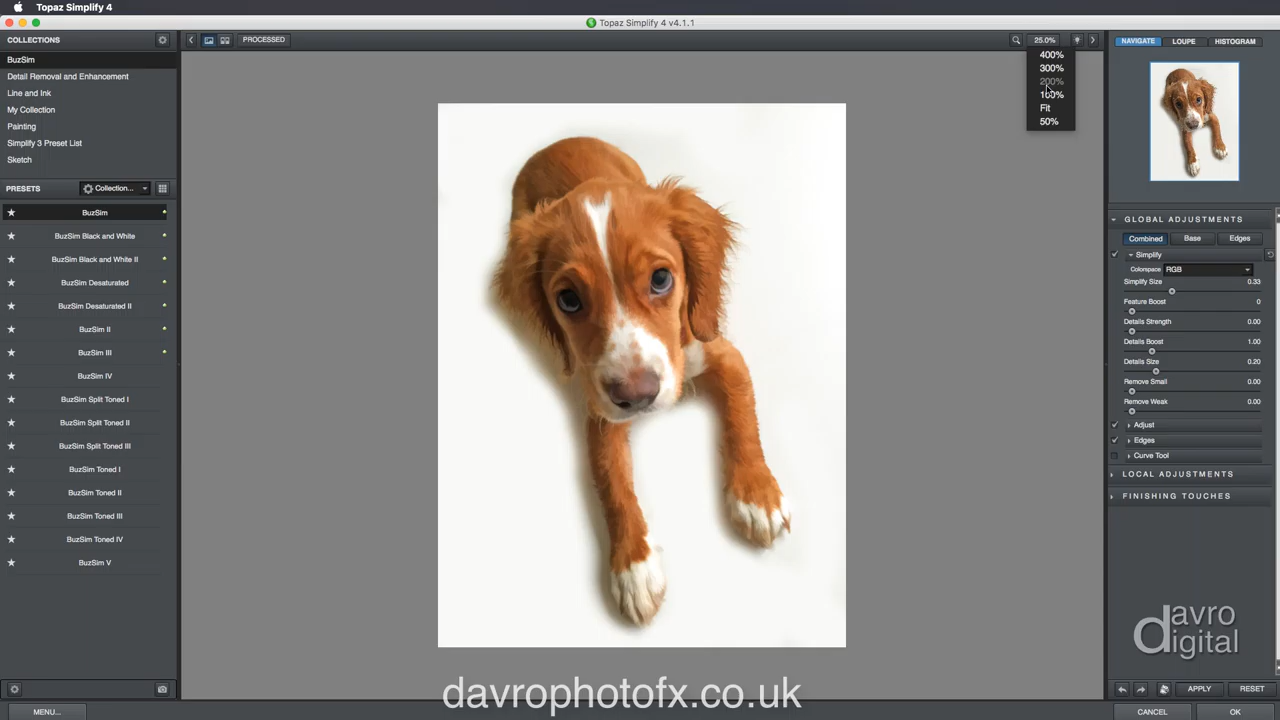 Topaz Simplify 4
Topaz Simplify 4 v4.1.1
COLLECTIONS
BuzSim
Detail Removal and Enhancement
Line and Ink
My Collection
Painting
Simplify 3 Preset List
Sketch
PRESETS
Collection...
BuzSim
BuzSim Black and White
BuzSim Black and White II
BuzSim Desaturated
BuzSim Desaturated II
BuzSim II
BuzSim III
BuzSim IV
BuzSim Split Toned I
BuzSim Split Toned II
BuzSim Split Toned III
BuzSim Toned I
BuzSim Toned II
BuzSim Toned III
BuzSim Toned IV
BuzSim V
MENU...
PROCESSED
25.0%
400%
300%
200%
100%
Fit
50%
NAVIGATE LOUPE HISTOGRAM
GLOBAL ADJUSTMENTS
Combined Base Edges
Simplify
Colorspace RGB
Simplify Size 0.33
Feature Boost 0
Details Strength 0.00
Details Boost 1.00
Details Size 0.20
Remove Small 0.00
Remove Weak 0.00
Adjust
Edges
Curve Tool
LOCAL ADJUSTMENTS
FINISHING TOUCHES
davro
digital
davrophotofx.co.uk
APPLY RESET
CANCEL OK